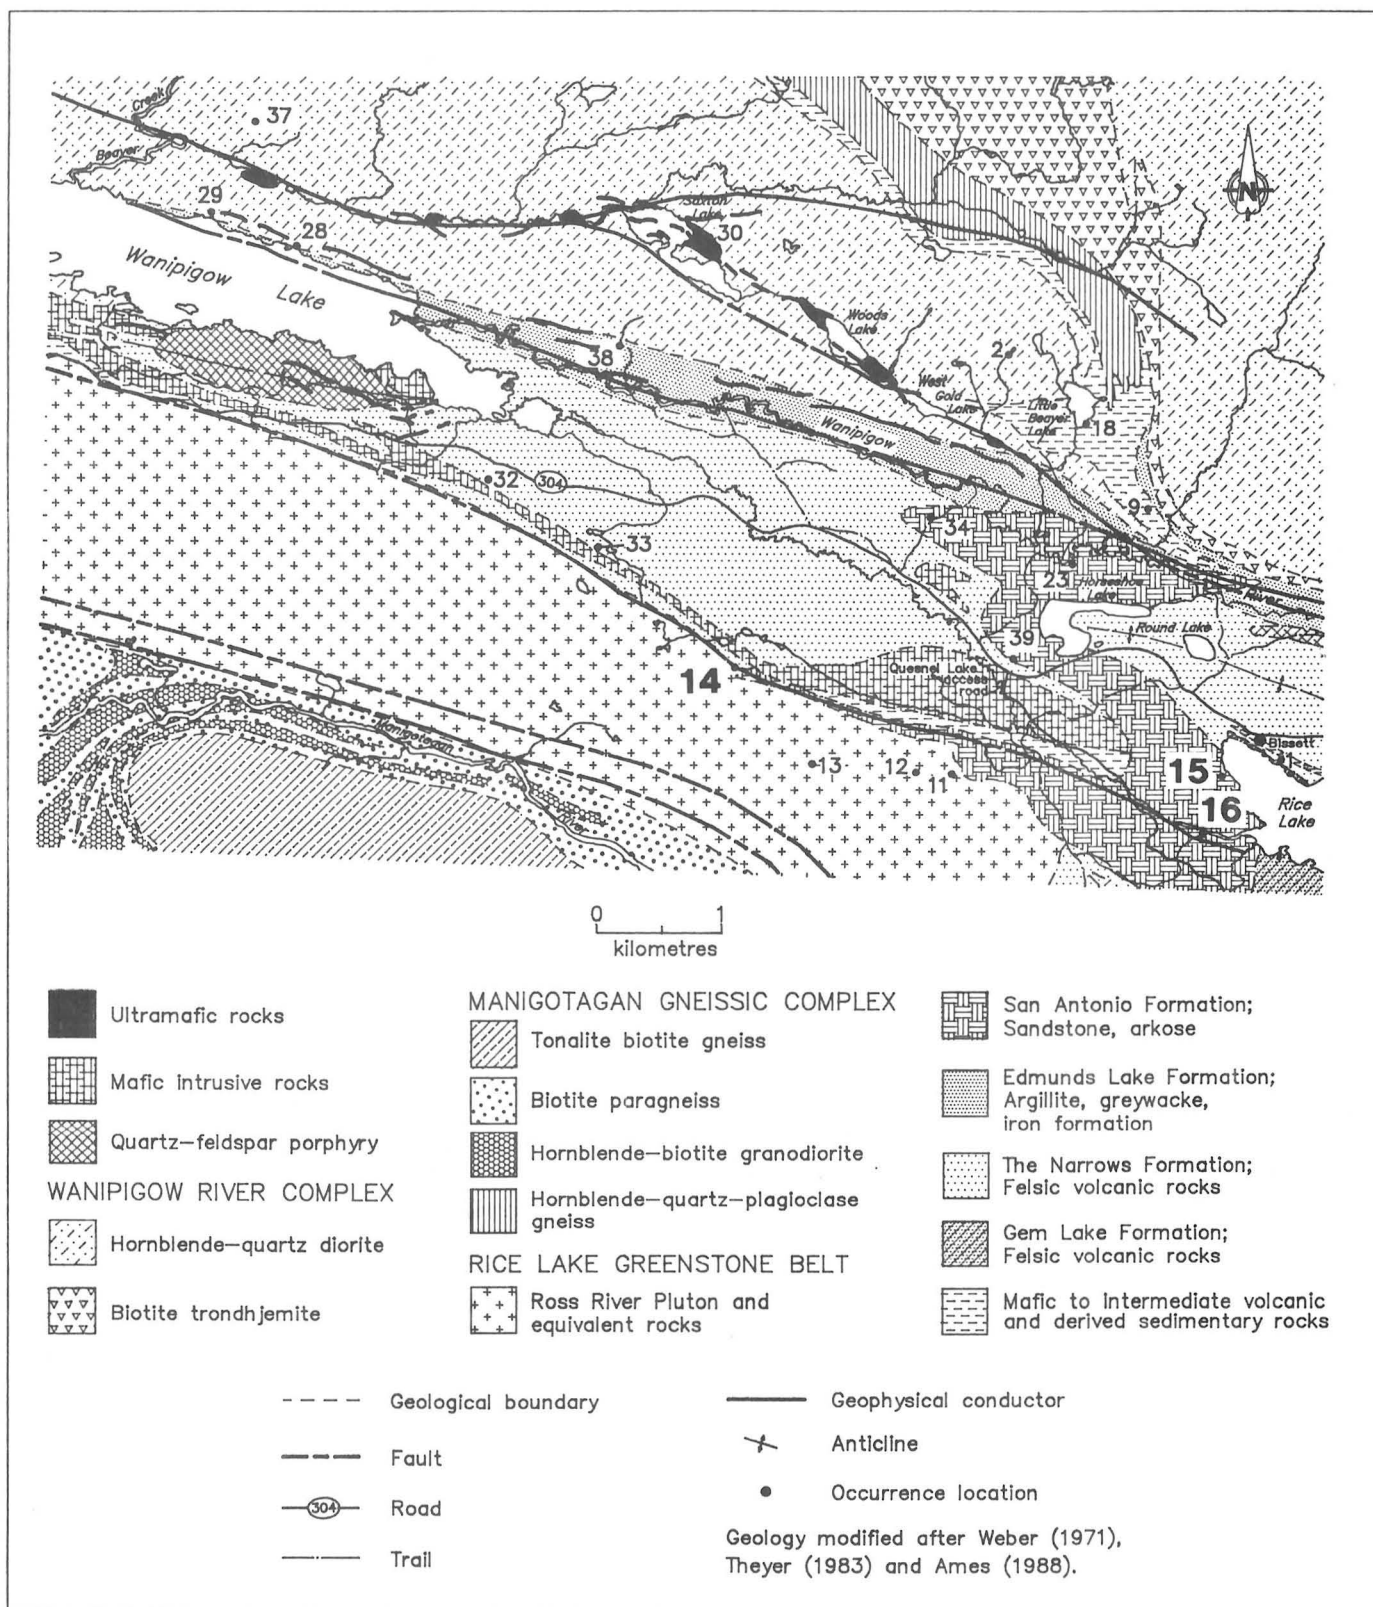 Creek
37
Beaver
29
28
Saxton
Lake
30
N
Wanipigow
Lake
Woods
Lake
38
2
West
Gold
Lake
Little
Beaver
Lake
18
Wanipigow
32
304
9
34
33
23
Horseshoe
Lake
River
39
Round Lake
14
Quesnel Lake
access
road
Manigotagan
River
13
12
11
Bissett
15
16
Rice
Lake
0 1
kilometres
Ultramafic rocks
Mafic intrusive rocks
Quartz-feldspar porphyry
WANIPIGOW RIVER COMPLEX
Hornblende-quartz diorite
Biotite trondhjemite
MANIGOTAGAN GNEISSIC COMPLEX
Tonalite biotite gneiss
Biotite paragneiss
Hornblende-biotite granodiorite
Hornblende-quartz-plagioclase
gneiss
RICE LAKE GREENSTONE BELT
Ross River Pluton and
equivalent rocks
San Antonio Formation;
Sandstone, arkose
Edmunds Lake Formation;
Argillite, greywacke,
iron formation
The Narrows Formation;
Felsic volcanic rocks
Gem Lake Formation;
Felsic volcanic rocks
Mafic to intermediate volcanic
and derived sedimentary rocks
Geological boundary
Fault
304 Road
Trail
Geophysical conductor
Anticline
Occurrence location
Geology modified after Weber (1971),
Theyer (1983) and Ames (1988).